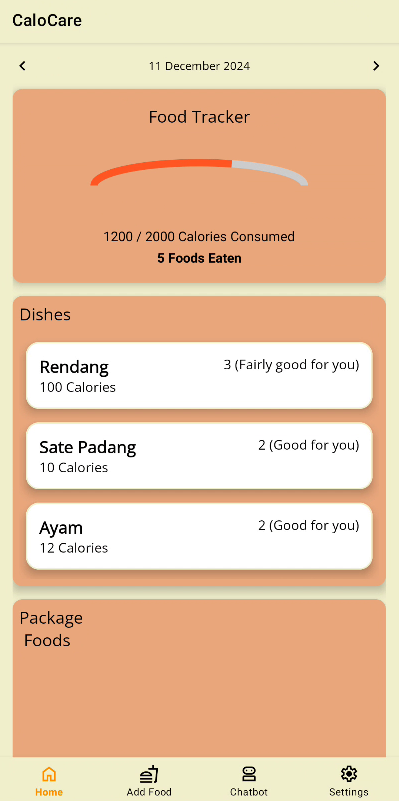 CaloCare
11 December 2024
Food Tracker
1200 / 2000 Calories Consumed
5 Foods Eaten
Dishes
Rendang
3 (Fairly good for you)
100 Calories
Sate Padang
2 (Good for you)
10 Calories
Ayam
2 (Good for you)
12 Calories
Package
Foods
Home
Add Food
Chatbot
Settings